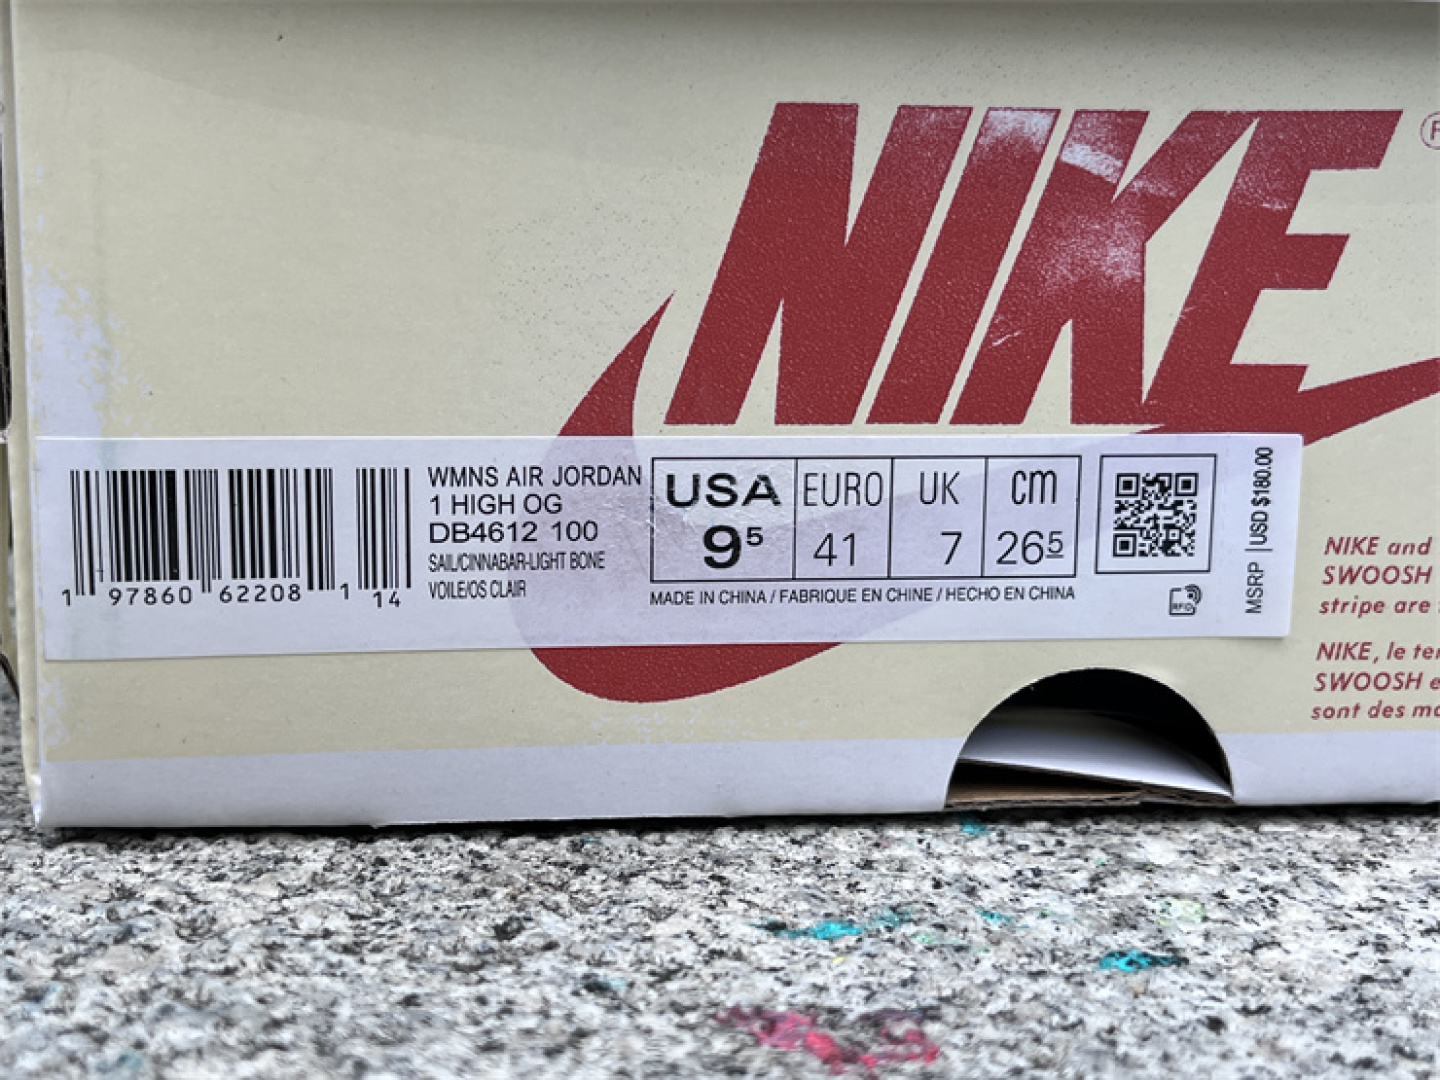 NIKE
WMNS AIR JORDAN
1 HIGH OG
DB4612 100
SAIL/CINNABAR-LIGHT BONE
VOILE/OS CLAIR
1 97860 62208 1 14
USA EURO UK cm
9⁵ 41 7 26⁵
MADE IN CHINA / FABRIQUE EN CHINE / HECHO EN CHINA
RFID
MSRP | USD $180.00
NIKE and
SWOOSH
stripe are
NIKE, le
SWOOSH
sont des